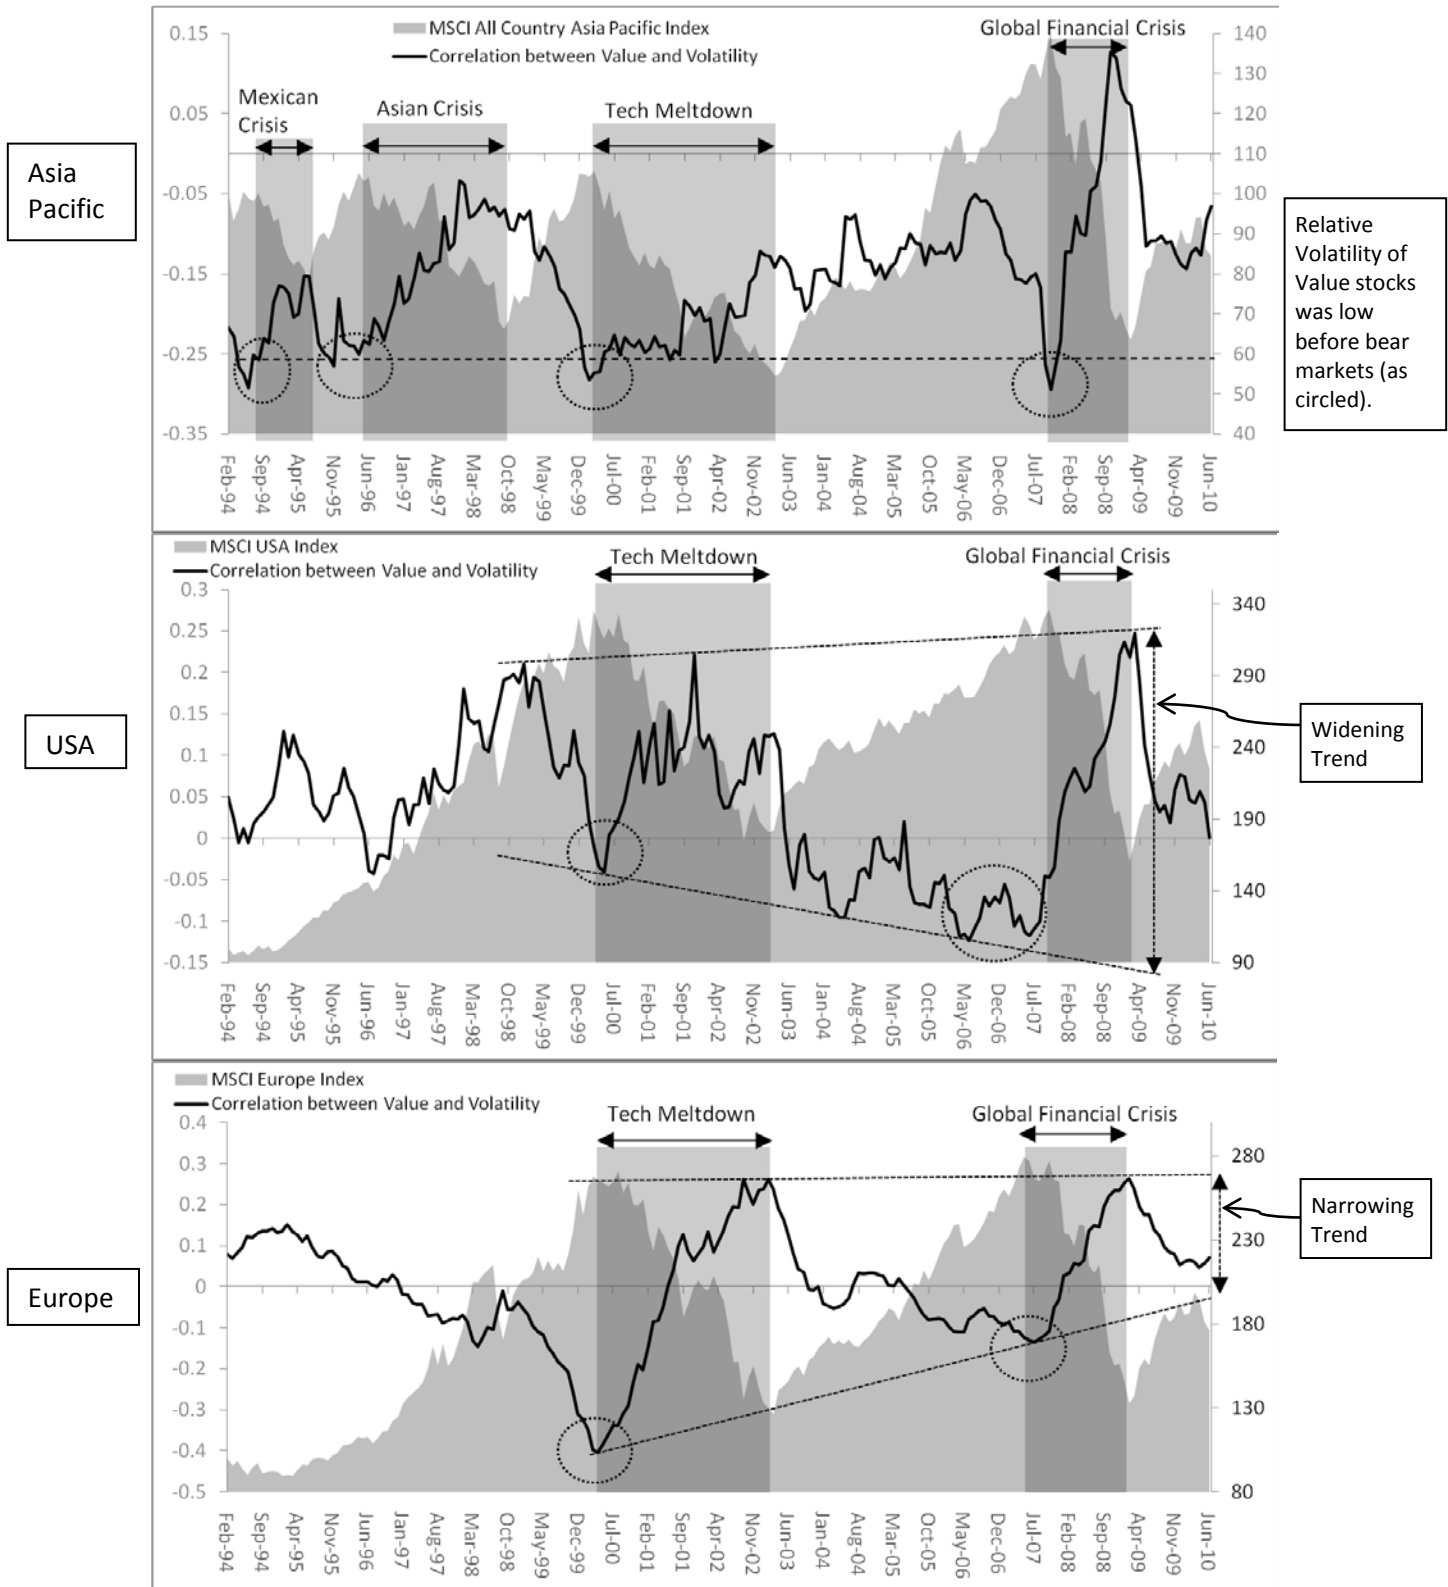 MSCI All Country Asia Pacific Index
Correlation between Value and Volatility
Global Financial Crisis
Mexican
Crisis
Asian Crisis
Tech Meltdown
0.15
0.05
-0.05
-0.15
-0.25
-0.35
140
130
120
110
100
90
80
70
60
50
40
Asia
Pacific
Relative
Volatility of
Value stocks
was low
before bear
markets (as
circled).
Feb-94
Sep-94
Apr-95
Nov-95
Jun-96
Jan-97
Aug-97
Mar-98
Oct-98
May-99
Dec-99
Jul-00
Feb-01
Sep-01
Apr-02
Nov-02
Jun-03
Jan-04
Aug-04
Mar-05
Oct-05
May-06
Dec-06
Jul-07
Feb-08
Sep-08
Apr-09
Nov-09
Jun-10
MSCI USA Index
Correlation between Value and Volatility
Tech Meltdown
Global Financial Crisis
0.3
0.25
0.2
0.15
0.1
0.05
0
-0.05
-0.1
-0.15
340
290
240
190
140
90
USA
Widening
Trend
Feb-94
Sep-94
Apr-95
Nov-95
Jun-96
Jan-97
Aug-97
Mar-98
Oct-98
May-99
Dec-99
Jul-00
Feb-01
Sep-01
Apr-02
Nov-02
Jun-03
Jan-04
Aug-04
Mar-05
Oct-05
May-06
Dec-06
Jul-07
Feb-08
Sep-08
Apr-09
Nov-09
Jun-10
MSCI Europe Index
Correlation between Value and Volatility
Tech Meltdown
Global Financial Crisis
0.4
0.3
0.2
0.1
0
-0.1
-0.2
-0.3
-0.4
-0.5
280
230
180
130
80
Narrowing
Trend
Europe
Feb-94
Sep-94
Apr-95
Nov-95
Jun-96
Jan-97
Aug-97
Mar-98
Oct-98
May-99
Dec-99
Jul-00
Feb-01
Sep-01
Apr-02
Nov-02
Jun-03
Jan-04
Aug-04
Mar-05
Oct-05
May-06
Dec-06
Jul-07
Feb-08
Sep-08
Apr-09
Nov-09
Jun-10